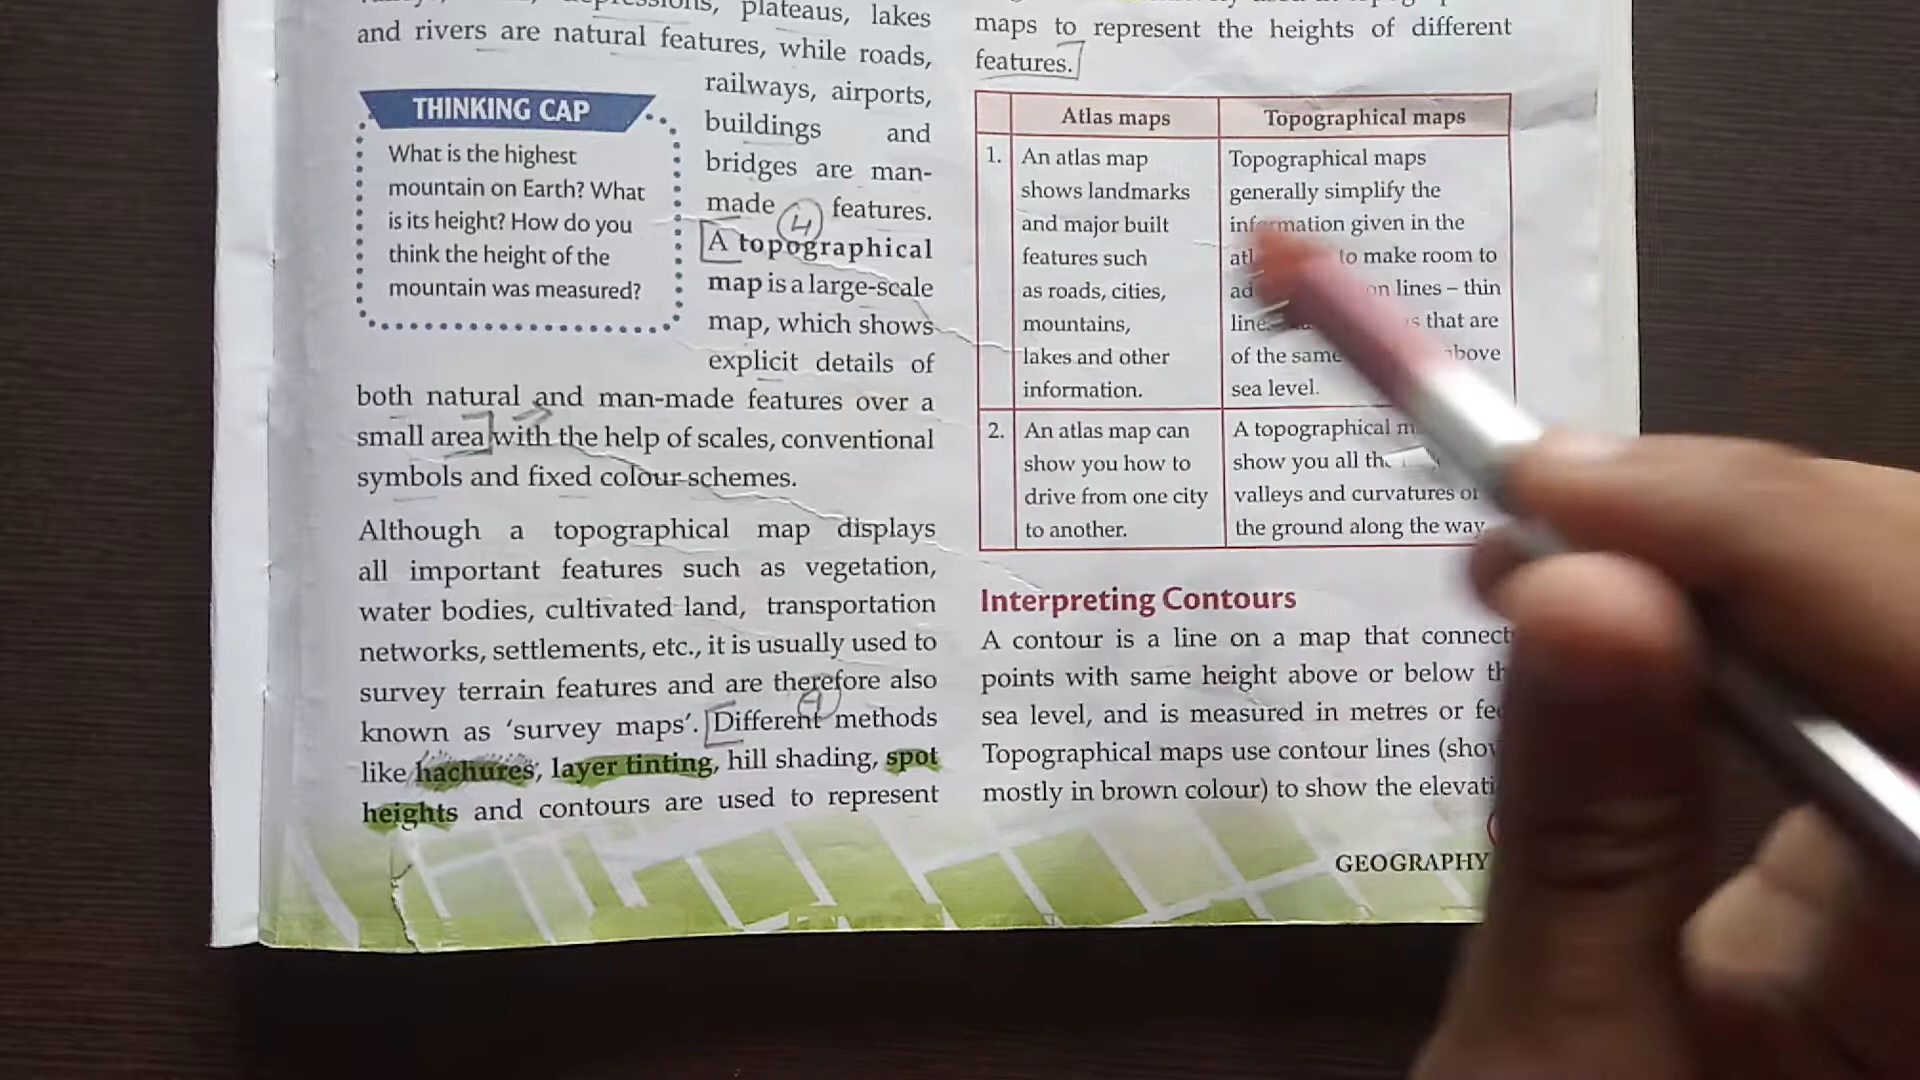 plateaus, lakes
and rivers are natural features, while roads,
THINKING CAP
What is the highest
mountain on Earth? What
is its height? How do you
think the height of the
mountain was measured?
railways, airports,
buildings and
bridges are man-
made features.
4
A topographical
map is a large-scale
map, which shows
explicit details of
both natural and man-made features over a
small area with the help of scales, conventional
symbols and fixed colour schemes.
Although a topographical map displays
all important features such as vegetation,
water bodies, cultivated land, transportation
networks, settlements, etc., it is usually used to
survey terrain features and are therefore also
known as 'survey maps'. Different methods
like hachures, layer tinting, hill shading, spot
heights and contours are used to represent
maps to represent the heights of different
features.
Atlas maps
Topographical maps
1.
An atlas map
shows landmarks
and major built
features such
as roads, cities,
mountains,
lakes and other
information.
Topographical maps
generally simplify the
information given in the
to make room to
lines – thin
that are
of the same
sea level.
2.
An atlas map can
show you how to
drive from one city
to another.
A topographical
show you all
valleys and curvatures
the ground along the way
Interpreting Contours
A contour is a line on a map that
points with same height above or below
sea level, and is measured in metres or
Topographical maps use contour lines
mostly in brown colour) to show the
GEOGRAPHY